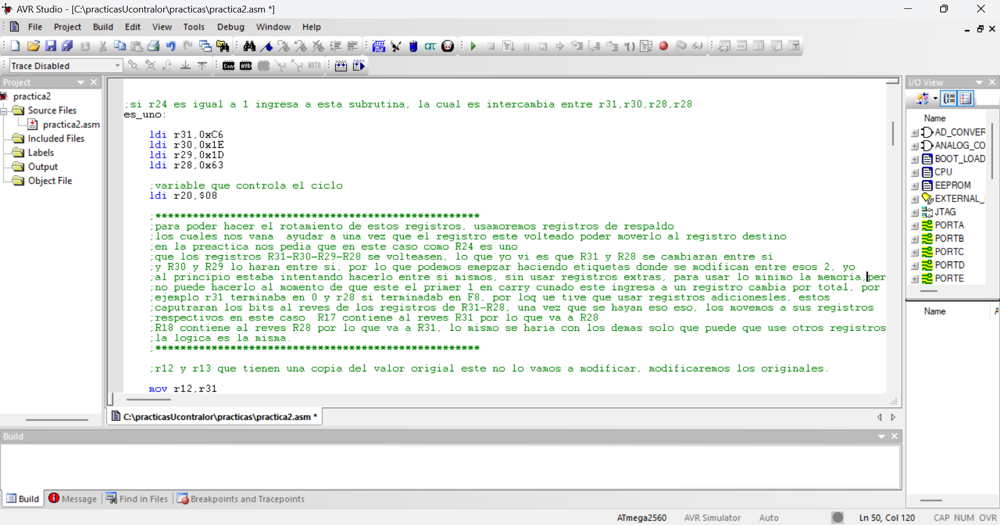 AVR Studio - [C:\practicasUcontralor\practicas\practica2.asm *]
File Project Build Edit View Tools Debug Window Help
Trace Disabled
Con AVR AUTO
Project
practica2
Source Files
practica2.asm
Included Files
Labels
Output
Object File
;si r24 es igual a 1 ingresa a esta subrutina, la cual es intercambia entre r31,r30,r28,r28
es_uno:
ldi r31,0xC6
ldi r30,0x1E
ldi r29,0x1D
ldi r28,0x63
;variable que controla el ciclo
ldi r20,$08
;****************************************************
;para poder hacer el rotamiento de estos registros, usamoremos registros de respaldo
;los cuales nos vana  ayudar a una vez que el registro este volteado poder moverlo al registro destino
;en la preactica nos pedia que en este caso como R24 es uno
;que los registros R31-R30-R29-R28 se volteasen, lo que yo vi es que R31 y R28 se cambiaran entre si
;y R30 y R29 lo haran entre si, por lo que podemos emepzar haciendo etiquetas donde se modifican entre esos 2, yo
;al principio estaba intentando hacerlo entre si mismos, sin usar registros extras, para usar lo minimo la memoria,per
;no puede hacerlo al momento de que este el primer 1 en carry cunado este ingresa a un registro cambia por total, por
;ejemplo r31 terminaba en 0 y r28 si terminadab en F8, por loq ue tive que usar registros adicionesles, estos
;caputraran los bits al reves de los registros de R31-R28, una vez que se hayan eso eso, los movemos a sus registros
;respectivos en este caso  R17 contiene al reves R31 por lo que va a R28
;R18 contiene al reves R28 por lo que va a R31, lo mismo se haria con los demas solo que puede que use otros registros
;la logica es la misma.
;****************************************************
;r12 y r13 que tienen una copia del valor origial este no lo vamos a modificar, modificaremos los originales.
mov r12,r31
C:\practicasUcontralor\practicas\practica2.asm *
I/O View
Name
AD_CONVER
ANALOG_CO
BOOT_LOAD
CPU
EEPROM
EXTERNAL_
JTAG
PORTA
PORTB
PORTC
PORTD
PORTE
Name A
Build
Build Message Find in Files Breakpoints and Tracepoints
ATmega2560 AVR Simulator Auto Ln 50, Col 120 CAP NUM OVR